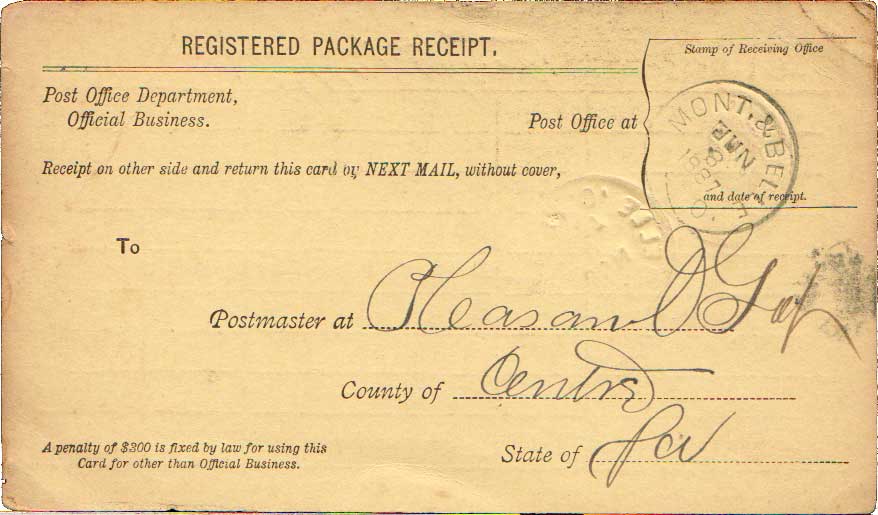 REGISTERED PACKAGE RECEIPT.
Stamp of Receiving Office
Post Office Department,
Official Business.
Post Office at
MONT. & BEL.
MAR
8
1887
and date of receipt.
Receipt on other side and return this card by NEXT MAIL, without cover,
To
Postmaster at Pleasant Gap
County of Centre
State of Pa
A penalty of $300 is fixed by law for using this
Card for other than Official Business.